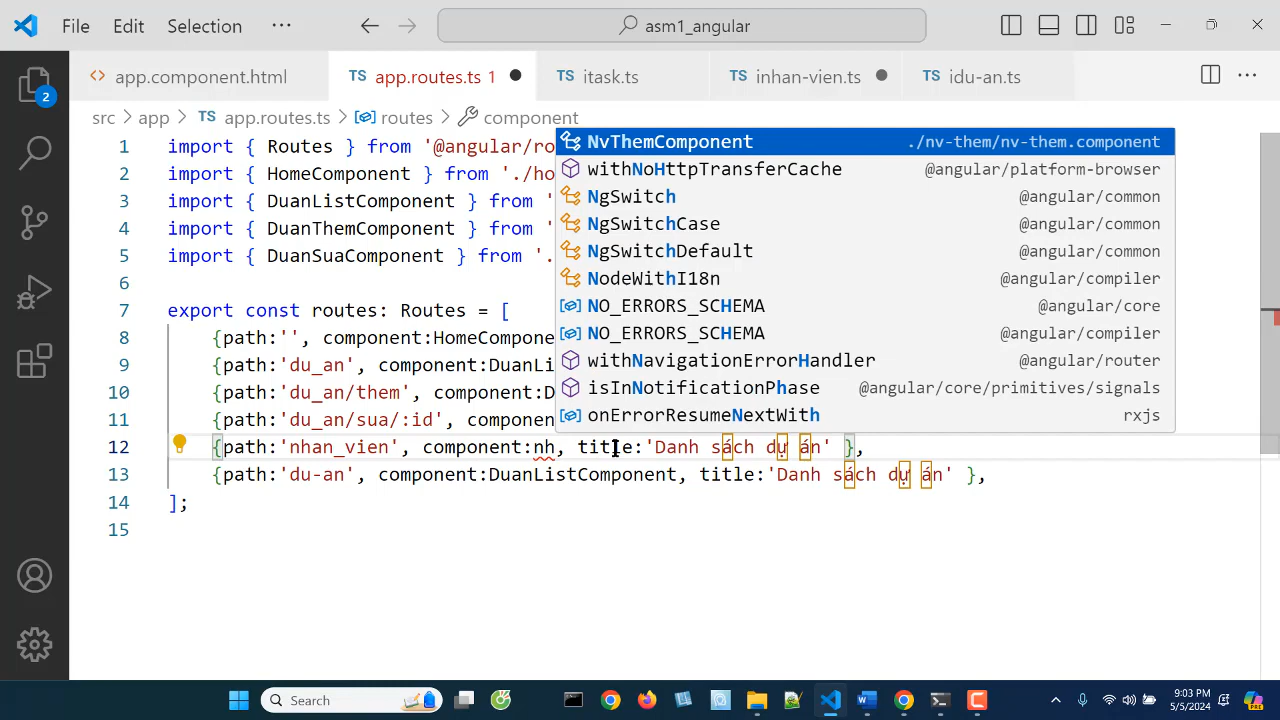 File Edit Selection ··· asm1_angular
<> app.component.html TS app.routes.ts 1 TS itask.ts TS inhan-vien.ts TS idu-an.ts ···
2
src > app > TS app.routes.ts > routes > component
1 import { Routes } from '@angular/ro
2 import { HomeComponent } from './ho
3 import { DuanListComponent } from '
4 import { DuanThemComponent } from '
5 import { DuanSuaComponent } from '.
6
7 export const routes: Routes = [
8 {path:'', component:HomeCompone
9 {path:'du_an', component:DuanLi
10 {path:'du_an/them', component:D
11 {path:'du_an/sua/:id', componen
12 {path:'nhan_vien', component:nh, title:'Danh sách dự án' },
13 {path:'du-an', component:DuanListComponent, title:'Danh sách dự án' },
14 ];
15
NvThemComponent ./nv-them/nv-them.component
withNoHttpTransferCache @angular/platform-browser
NgSwitch @angular/common
NgSwitchCase @angular/common
NgSwitchDefault @angular/common
NodeWithI18n @angular/compiler
NO_ERRORS_SCHEMA @angular/core
NO_ERRORS_SCHEMA @angular/compiler
withNavigationErrorHandler @angular/router
isInNotificationPhase @angular/core/primitives/signals
onErrorResumeNextWith rxjs
Search
9:03 PM
5/5/2024
PRE